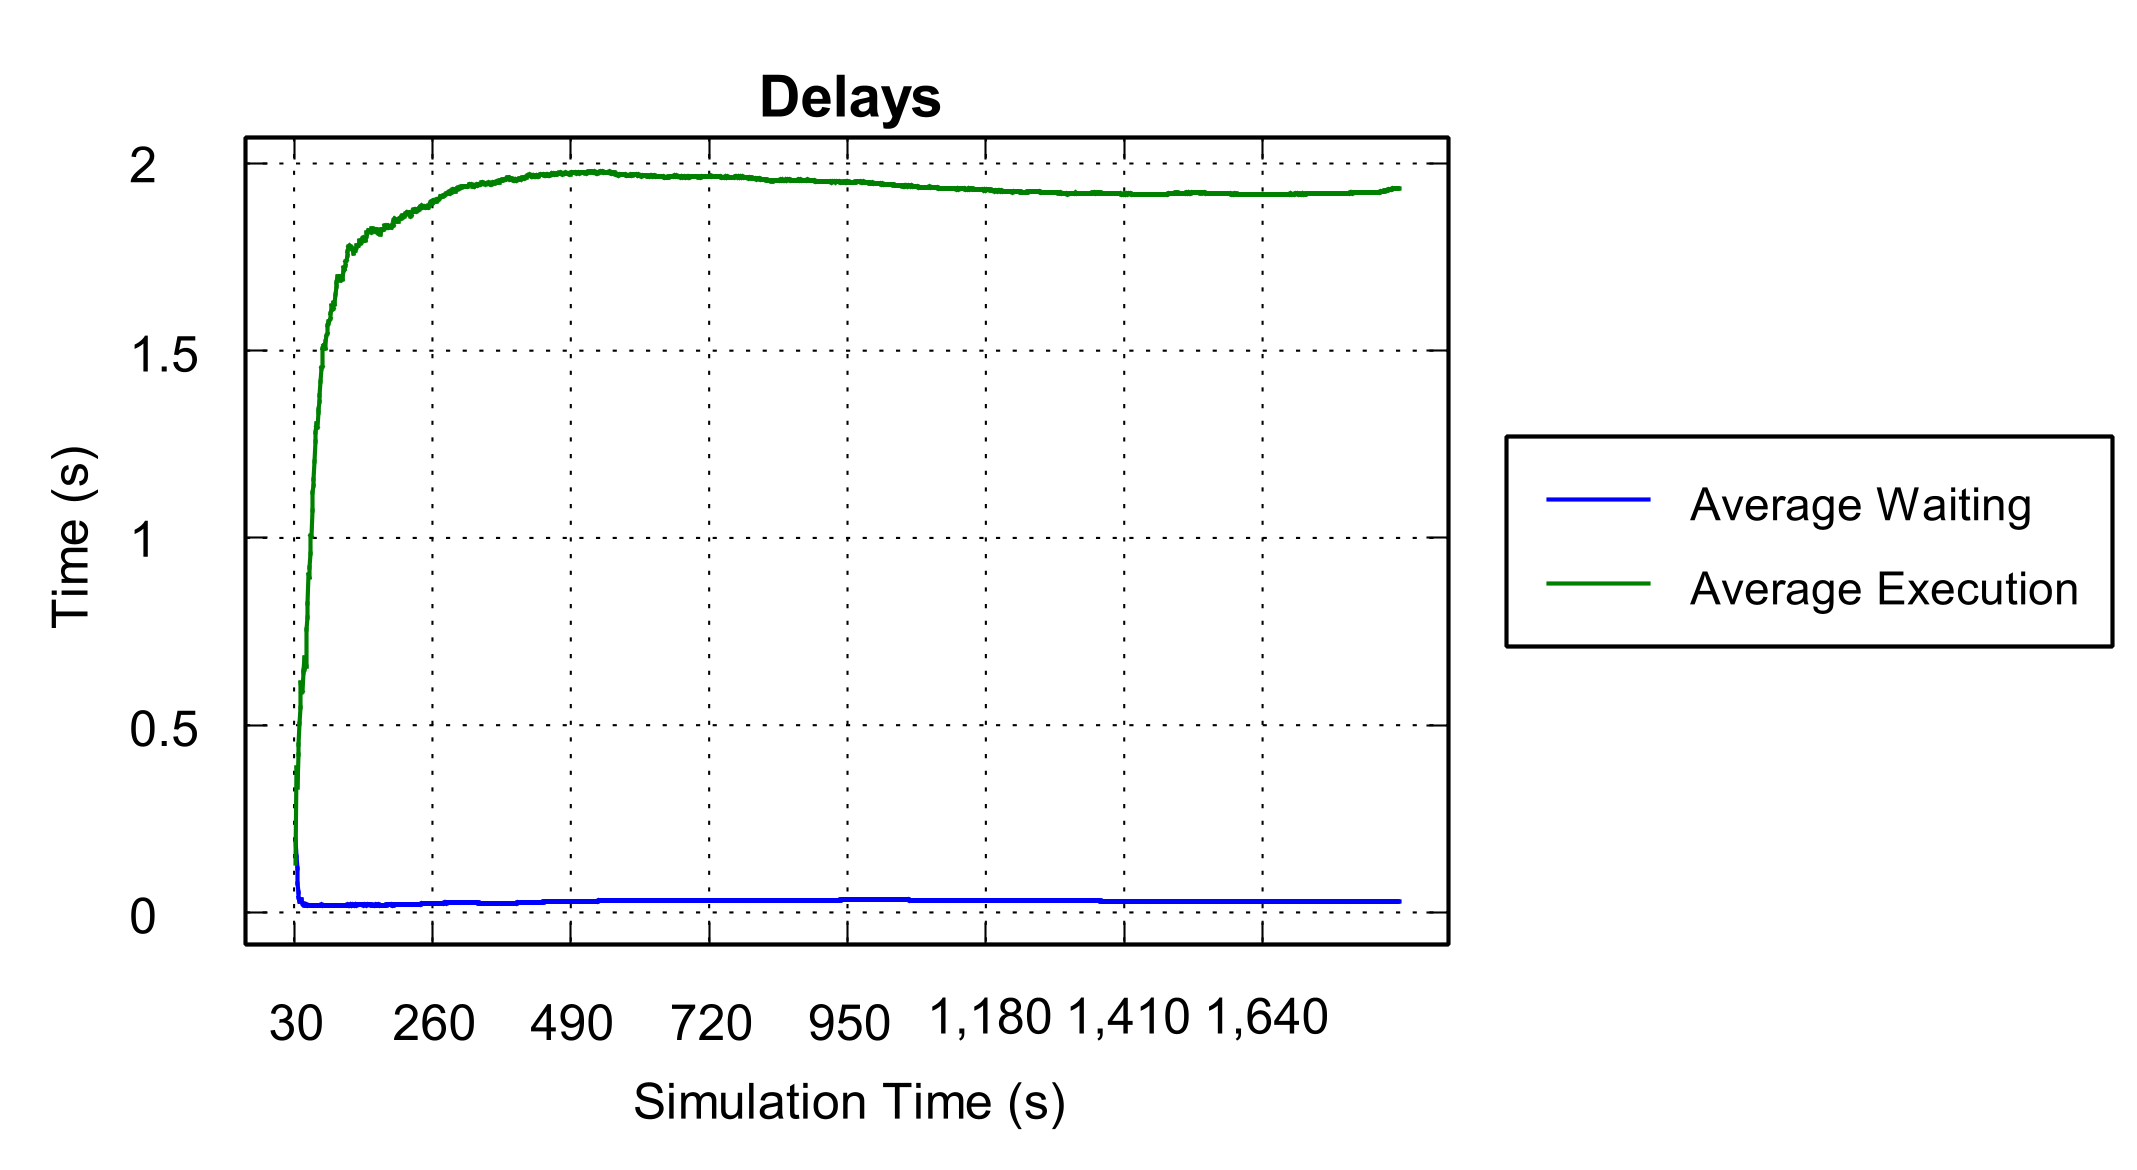 Delays
2
1.5
1
0.5
0
Time (s)
30 260 490 720 950 1,180 1,410 1,640
Simulation Time (s)
Average Waiting
Average Execution